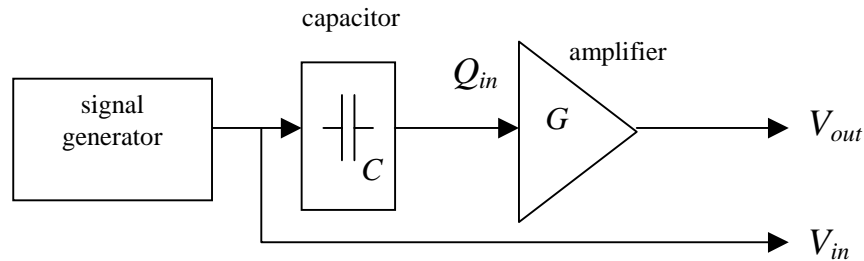 capacitor
amplifier
signal
generator
Q_in
G
C
V_out
V_in